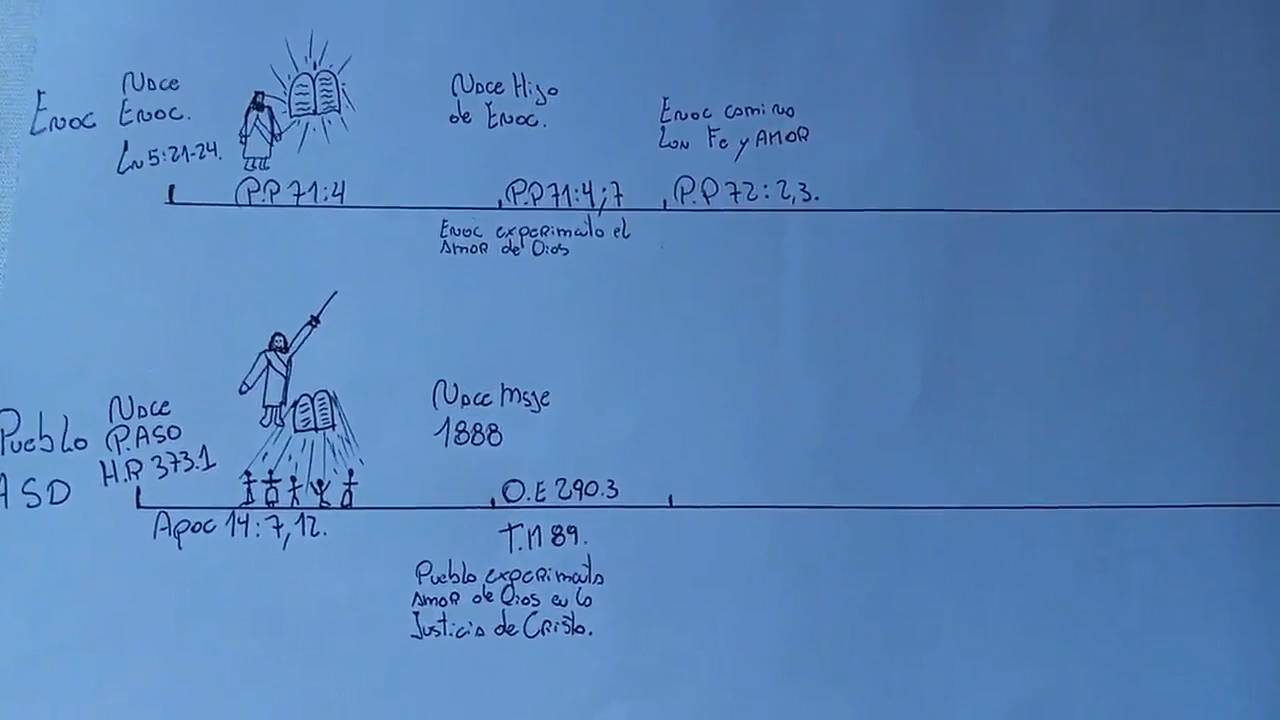 Enoc
Nace
Enoc.
Gn 5:21-24.
P.P 71:4
Nace Hijo
de Enoc.
P.P 71:4;7
Enoc experimato el
Amor de Dios
Enoc camino
con Fe y AMOR
P.P 72:2,3.
Pueblo
ASD
Nace
P.ASD
H.R 373.1
Apoc 14:7,12.
Nace Msje
1888
O.E 290.3
T.M 89.
Pueblo experimato
Amor de Dios en la
Justicia de Cristo.